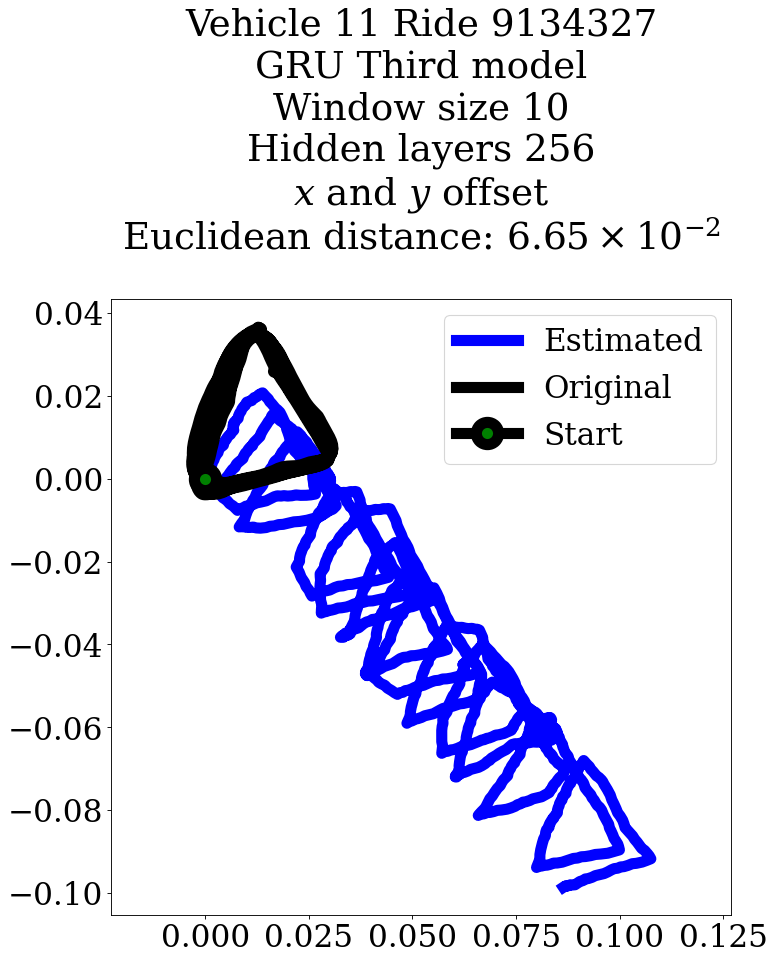 Vehicle 11 Ride 9134327
GRU Third model
Window size 10
Hidden layers 256
x and y offset
Euclidean distance: 6.65 × 10⁻²
Estimated
Original
Start
0.04
0.02
0.00
−0.02
−0.04
−0.06
−0.08
−0.10
0.000 0.025 0.050 0.075 0.100 0.125